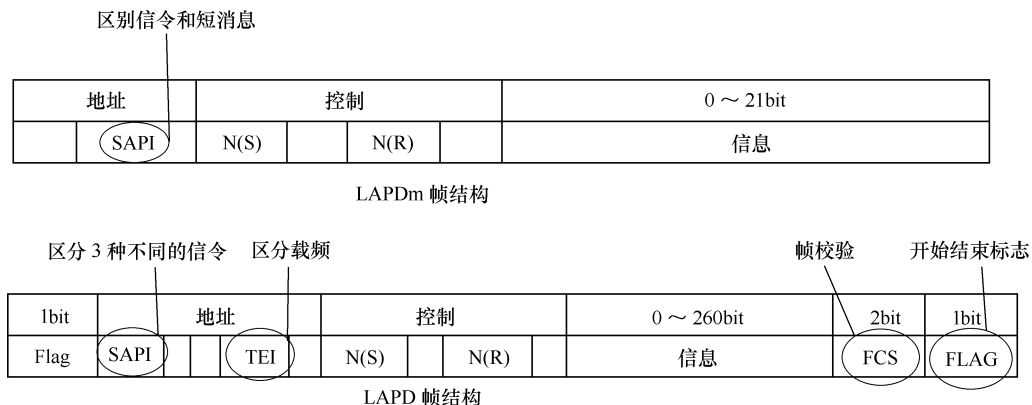 区别信令和短消息
地址 控制 0～21bit
SAPI N(S) N(R) 信息
LAPDm 帧结构
区分 3 种不同的信令 区分载频 帧校验 开始结束标志
1bit 地址 控制 0～260bit 2bit 1bit
Flag SAPI TEI N(S) N(R) 信息 FCS FLAG
LAPD 帧结构